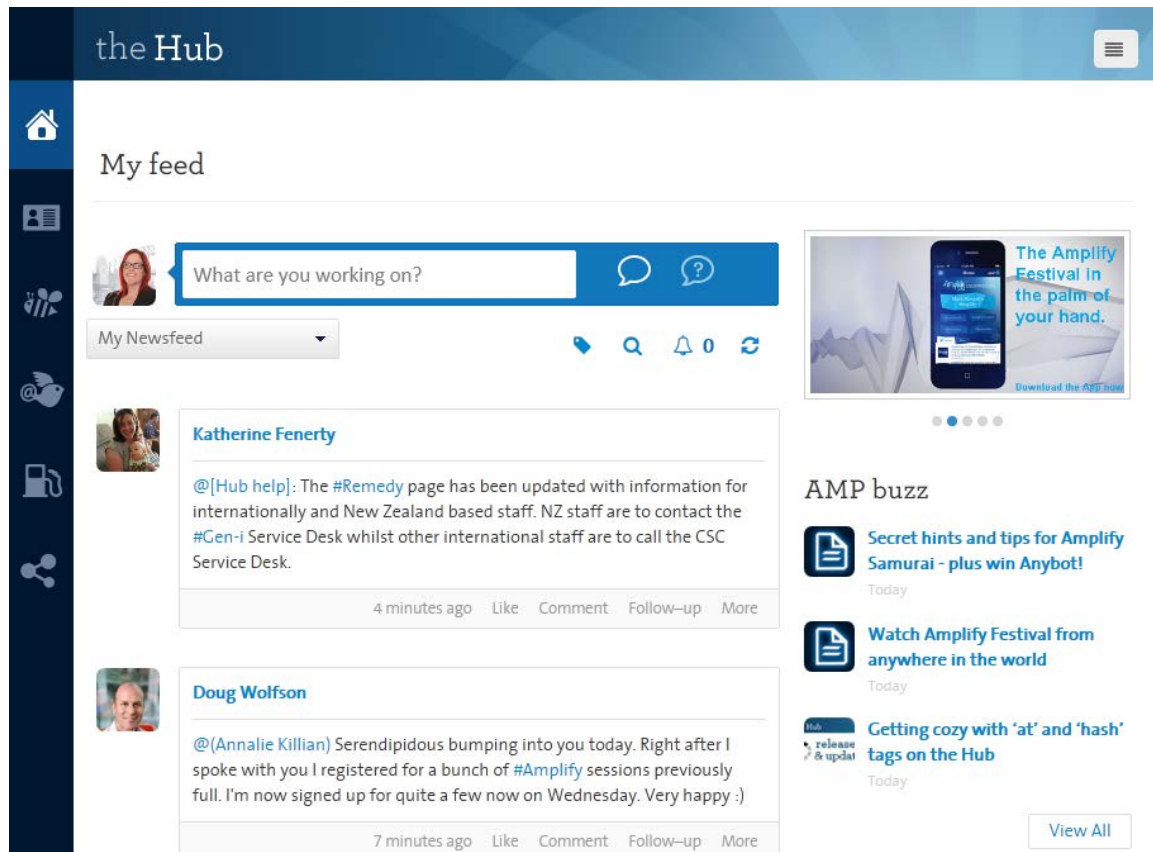 the Hub
My feed
What are you working on?
My Newsfeed
0
@
Katherine Fenerty
@[Hub help]: The #Remedy page has been updated with information for
internationally and New Zealand based staff. NZ staff are to contact the
#Gen-i Service Desk whilst other international staff are to call the CSC
Service Desk.
4 minutes ago Like Comment Follow–up More
Doug Wolfson
@(Annalie Killian) Serendipidous bumping into you today. Right after I
spoke with you I registered for a bunch of #Amplify sessions previously
full. I'm now signed up for quite a few now on Wednesday. Very happy :)
7 minutes ago Like Comment Follow–up More
The Amplify
Festival in
the palm of
your hand.
Download the App now
AMP buzz
Secret hints and tips for Amplify
Samurai - plus win Anybot!
Today
Watch Amplify Festival from
anywhere in the world
Today
Hub
release
& updat
Getting cozy with ‘at’ and ‘hash’
tags on the Hub
Today
View All